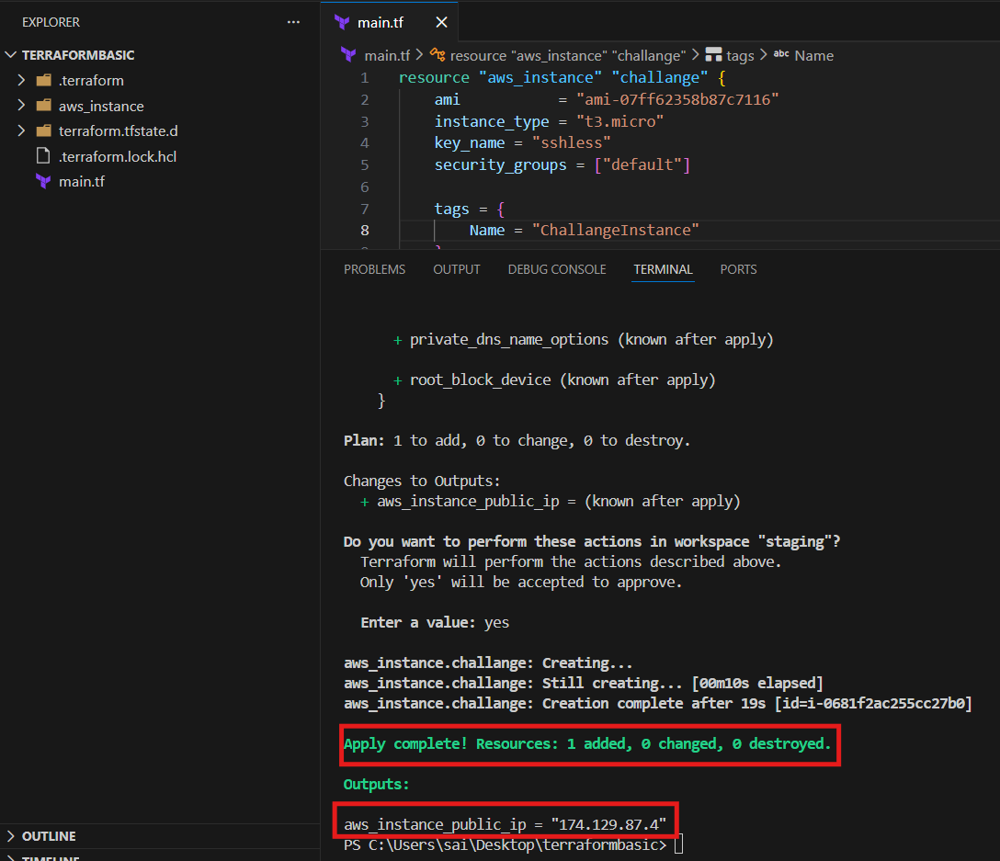 EXPLORER
...
TERRAFORMBASIC
.terraform
aws_instance
terraform.tfstate.d
.terraform.lock.hcl
main.tf
OUTLINE
TIMELINE
main.tf
main.tf > resource "aws_instance" "challange" > tags > abc Name
1 resource "aws_instance" "challange" {
2 ami = "ami-07ff62358b87c7116"
3 instance_type = "t3.micro"
4 key_name = "sshless"
5 security_groups = ["default"]
6
7 tags = {
8 Name = "ChallangeInstance"
9 }
PROBLEMS OUTPUT DEBUG CONSOLE TERMINAL PORTS
+ private_dns_name_options (known after apply)
+ root_block_device (known after apply)
}
Plan: 1 to add, 0 to change, 0 to destroy.
Changes to Outputs:
+ aws_instance_public_ip = (known after apply)
Do you want to perform these actions in workspace "staging"?
Terraform will perform the actions described above.
Only 'yes' will be accepted to approve.
Enter a value: yes
aws_instance.challange: Creating...
aws_instance.challange: Still creating... [00m10s elapsed]
aws_instance.challange: Creation complete after 19s [id=i-0681f2ac255cc27b0]
Apply complete! Resources: 1 added, 0 changed, 0 destroyed.
Outputs:
aws_instance_public_ip = "174.129.87.4"
PS C:\Users\sai\Desktop\terraformbasic>